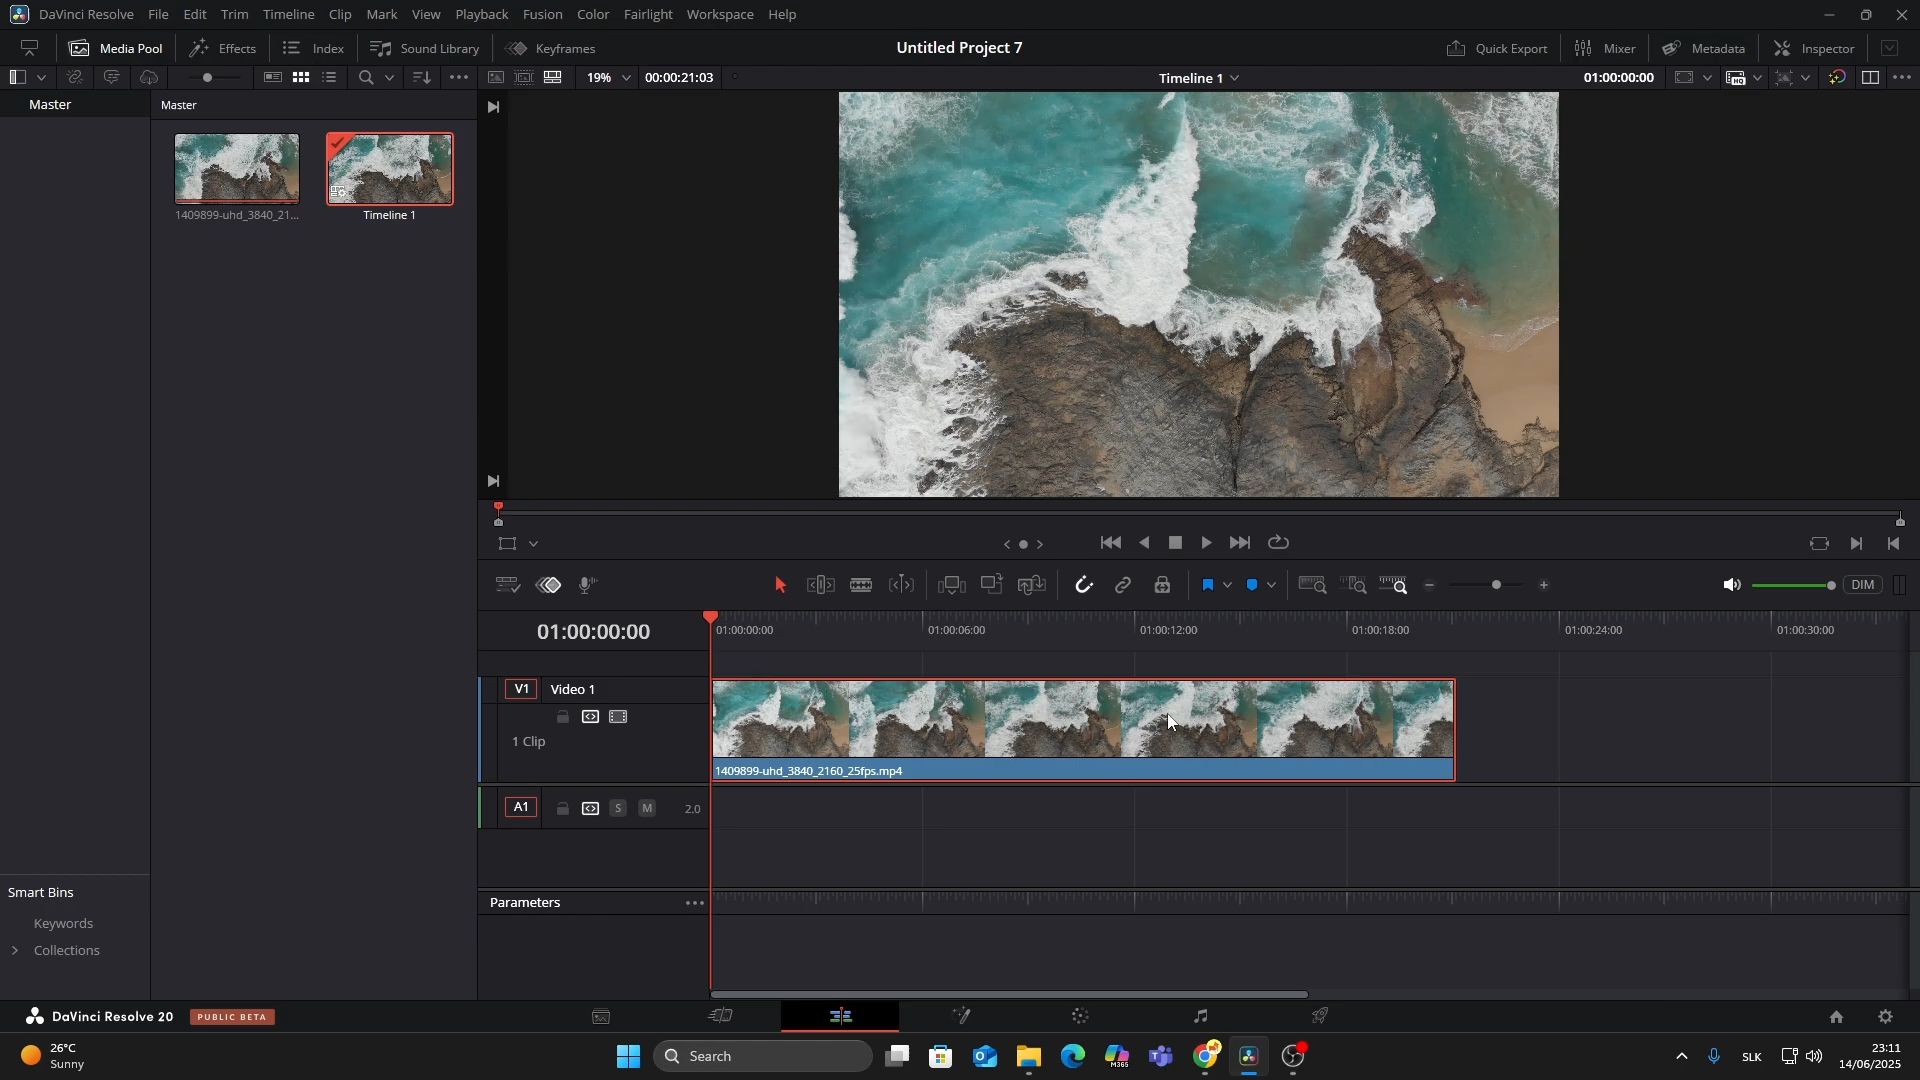 DaVinci Resolve File Edit Trim Timeline Clip Mark View Playback Fusion Color Fairlight Workspace Help
Media Pool Effects Index Sound Library Keyframes Untitled Project 7 Quick Export Mixer Metadata Inspector
19% 00:00:21:03 Timeline 1 01:00:00:00
Master Master
1409899-uhd_3840_21... Timeline 1
DIM
01:00:00:00 01:00:00:00 01:00:06:00 01:00:12:00 01:00:18:00 01:00:24:00 01:00:30:00
V1 Video 1
1 Clip
1409899-uhd_3840_2160_25fps.mp4
A1 S M 2.0
Smart Bins
Parameters
Keywords
Collections
DaVinci Resolve 20 PUBLIC BETA
26°C
Sunny
Search
M365
SLK
23:11
14/06/2025